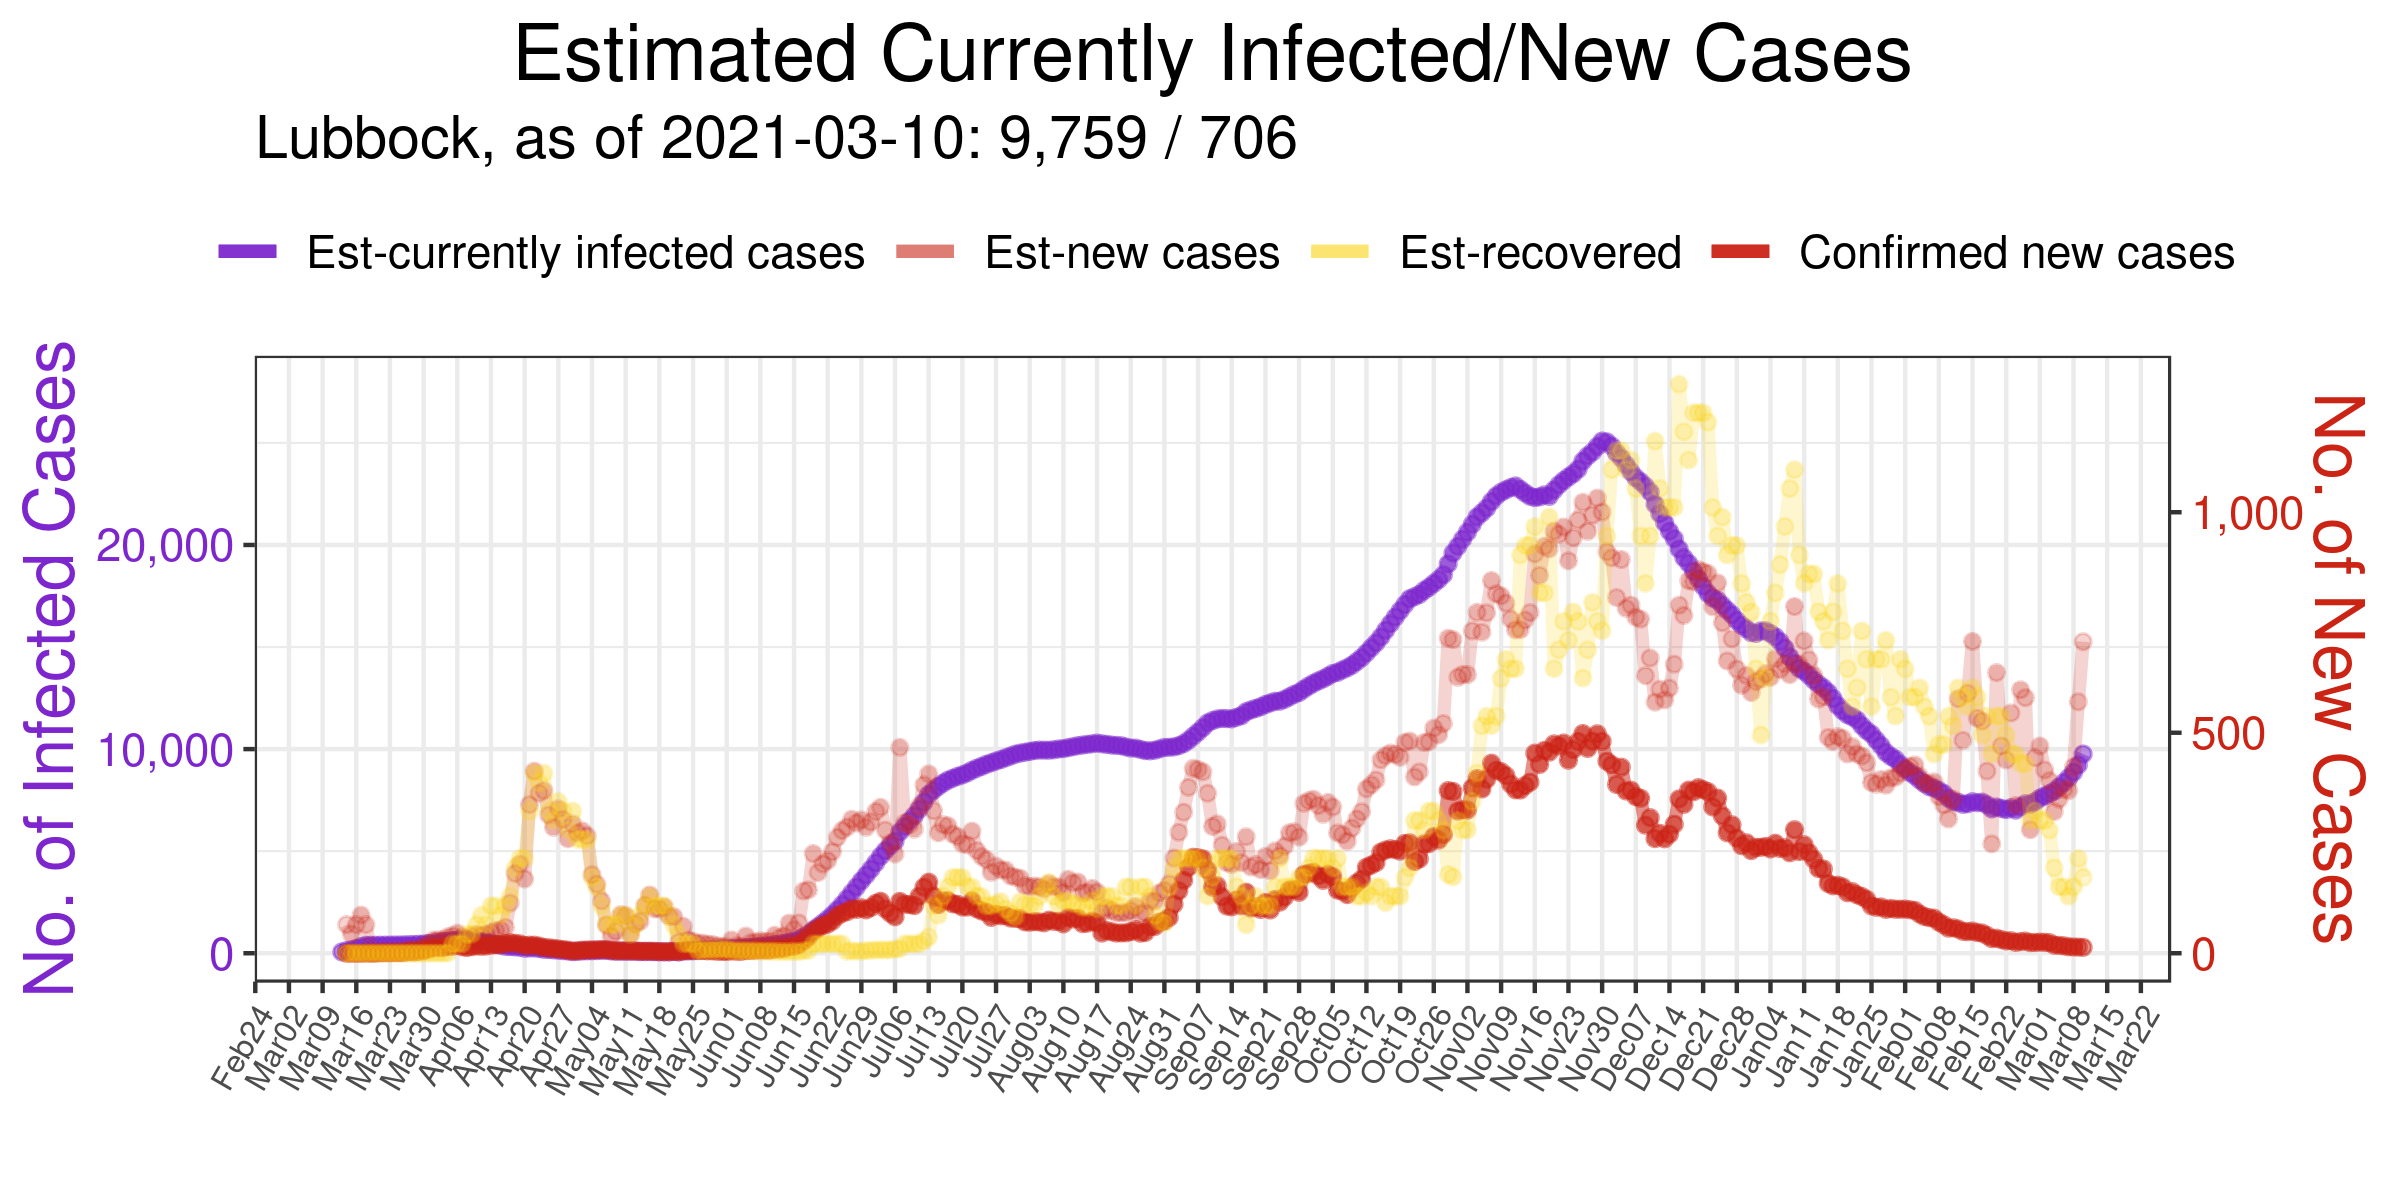 Estimated Currently Infected/New Cases
Lubbock, as of 2021-03-10: 9,759 / 706
Est-currently infected cases Est-new cases Est-recovered Confirmed new cases
No. of Infected Cases
20,000
10,000
0
1,000
500
0
No. of New Cases
Feb24 Mar02 Mar09 Mar16 Mar23 Mar30 Apr06 Apr13 Apr20 Apr27 May04 May11 May18 May25 Jun01 Jun08 Jun15 Jun22 Jun29 Jul06 Jul13 Jul20 Jul27 Aug03 Aug10 Aug17 Aug24 Aug31 Sep07 Sep14 Sep21 Sep28 Oct05 Oct12 Oct19 Oct26 Nov02 Nov09 Nov16 Nov23 Nov30 Dec07 Dec14 Dec21 Dec28 Jan04 Jan11 Jan18 Jan25 Feb01 Feb08 Feb15 Feb22 Mar01 Mar08 Mar15 Mar22